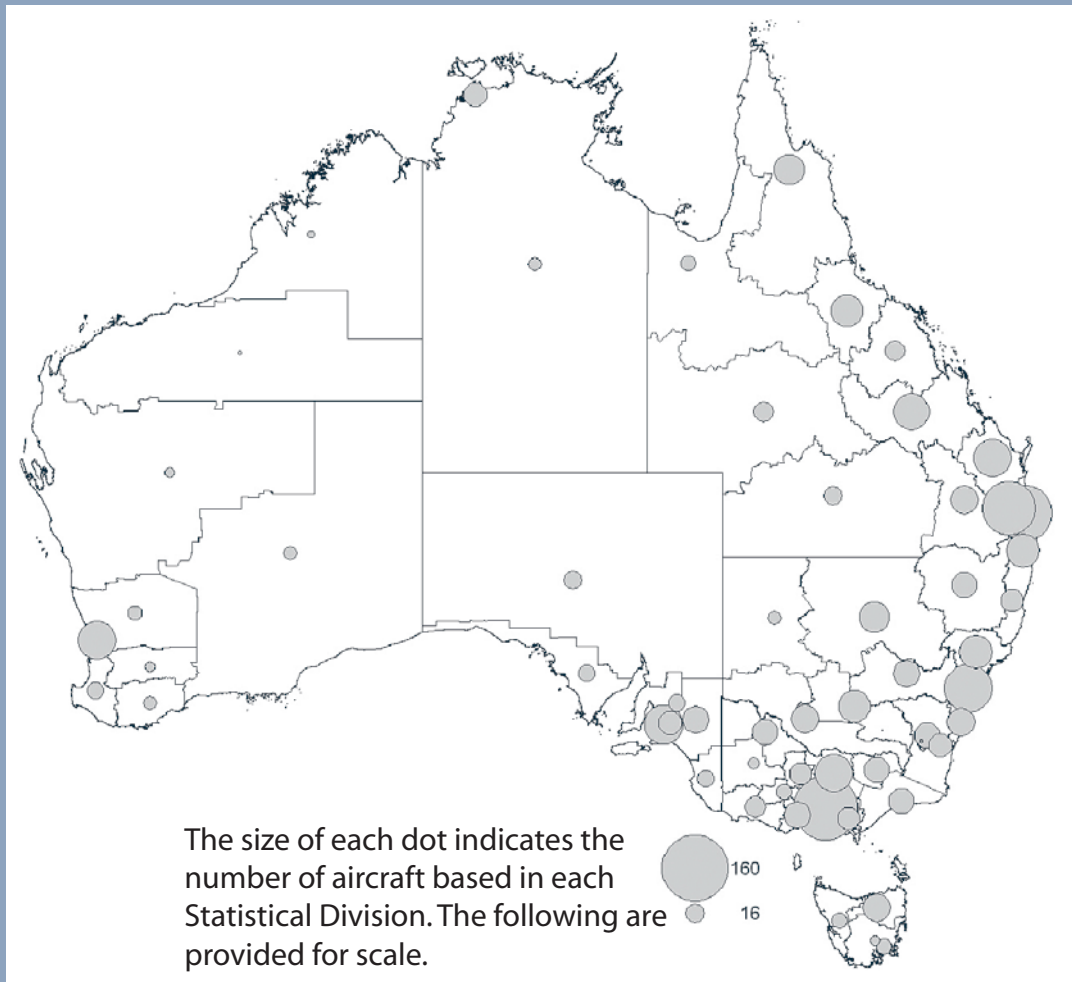 The size of each dot indicates the
number of aircraft based in each
Statistical Division. The following are
provided for scale.
160
16